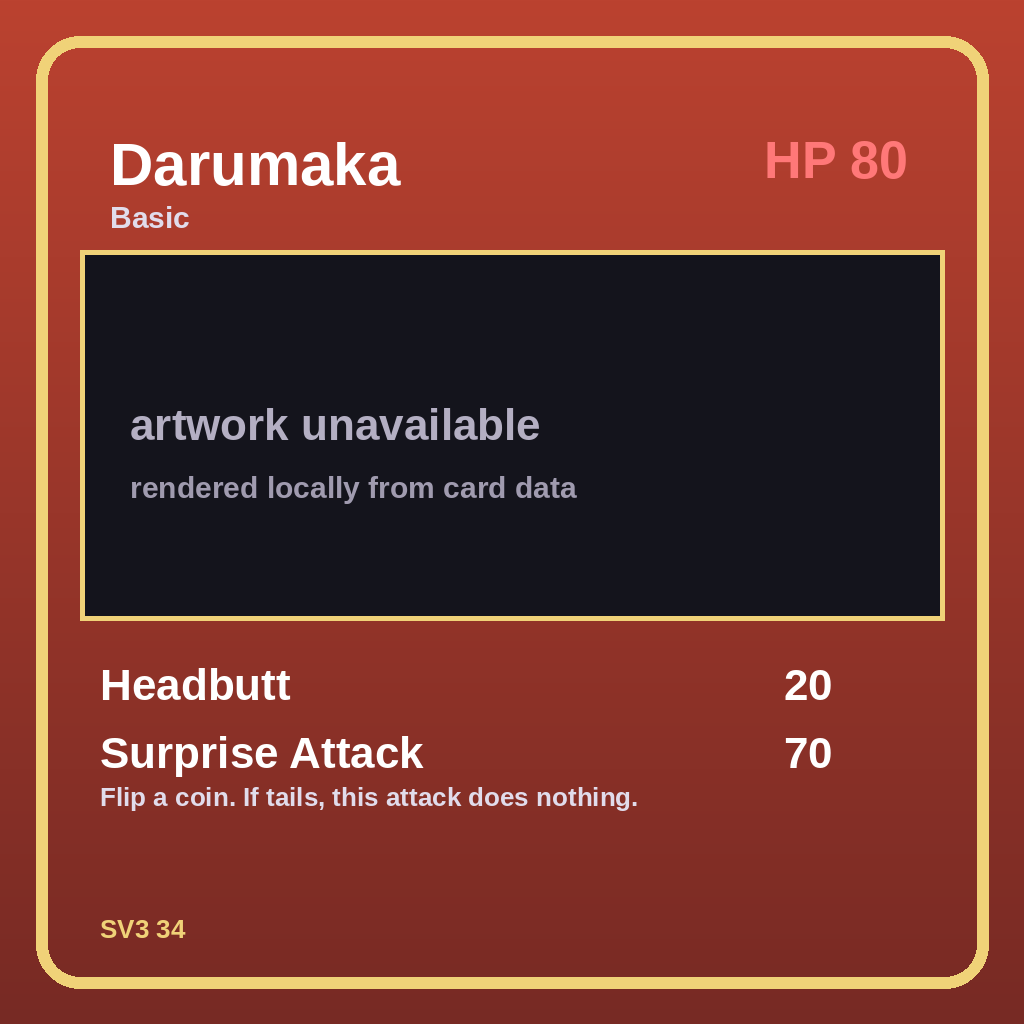 Darumaka
HP 80
Basic
artwork unavailable
rendered locally from card data
Headbutt 20
Surprise Attack 70
Flip a coin. If tails, this attack does nothing.
SV3 34